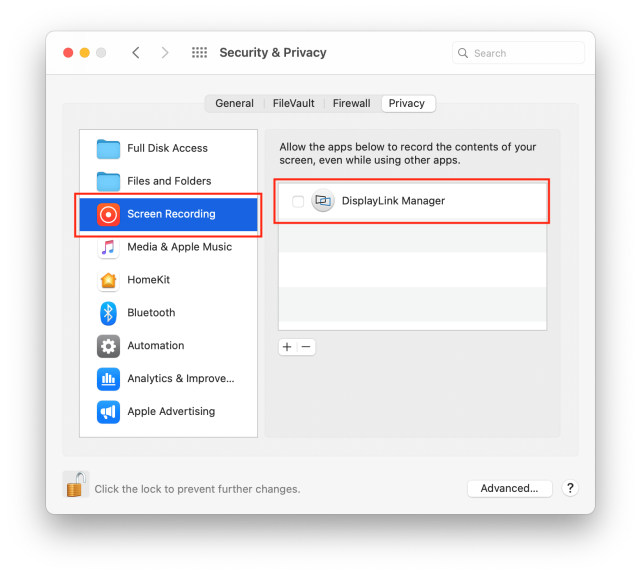 Security & Privacy
Search
General
FileVault
Firewall
Privacy
Full Disk Access
Files and Folders
Screen Recording
Media & Apple Music
HomeKit
Bluetooth
Automation
Analytics & Improve...
Apple Advertising
Allow the apps below to record the contents of your
screen, even while using other apps.
DisplayLink Manager
+ −
Click the lock to prevent further changes.
Advanced...
?